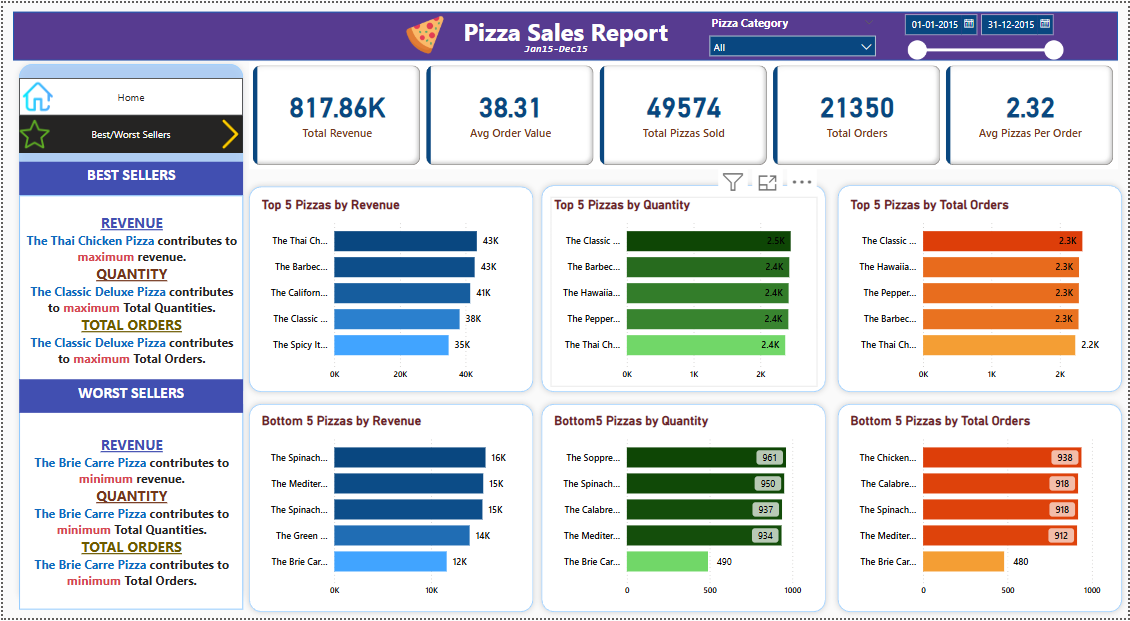 Pizza Sales Report
Jan15-Dec15
Pizza Category
All
01-01-2015
31-12-2015
Home
Best/Worst Sellers
817.86K
Total Revenue
38.31
Avg Order Value
49574
Total Pizzas Sold
21350
Total Orders
2.32
Avg Pizzas Per Order
BEST SELLERS
REVENUE
The Thai Chicken Pizza contributes to
maximum revenue.
QUANTITY
The Classic Deluxe Pizza contributes
to maximum Total Quantities.
TOTAL ORDERS
The Classic Deluxe Pizza contributes
to maximum Total Orders.
WORST SELLERS
REVENUE
The Brie Carre Pizza contributes to
minimum revenue.
QUANTITY
The Brie Carre Pizza contributes to
minimum Total Quantities.
TOTAL ORDERS
The Brie Carre Pizza contributes to
minimum Total Orders.
Top 5 Pizzas by Revenue
The Thai Ch... 43K
The Barbec... 43K
The Californ... 41K
The Classic ... 38K
The Spicy It... 35K
0K 20K 40K
Top 5 Pizzas by Quantity
The Classic ... 2.5K
The Barbec... 2.4K
The Hawaiia... 2.4K
The Pepper... 2.4K
The Thai Ch... 2.4K
0K 1K 2K
Top 5 Pizzas by Total Orders
The Classic ... 2.3K
The Hawaiia... 2.3K
The Pepper... 2.3K
The Barbec... 2.3K
The Thai Ch... 2.2K
0K 1K 2K
Bottom 5 Pizzas by Revenue
The Spinach... 16K
The Mediter... 15K
The Spinach... 15K
The Green ... 14K
The Brie Car... 12K
0K 10K
Bottom5 Pizzas by Quantity
The Soppre... 961
The Spinach... 950
The Calabre... 937
The Mediter... 934
The Brie Car... 490
0 500 1000
Bottom 5 Pizzas by Total Orders
The Chicken... 938
The Calabre... 918
The Spinach... 918
The Mediter... 912
The Brie Car... 480
0 500 1000